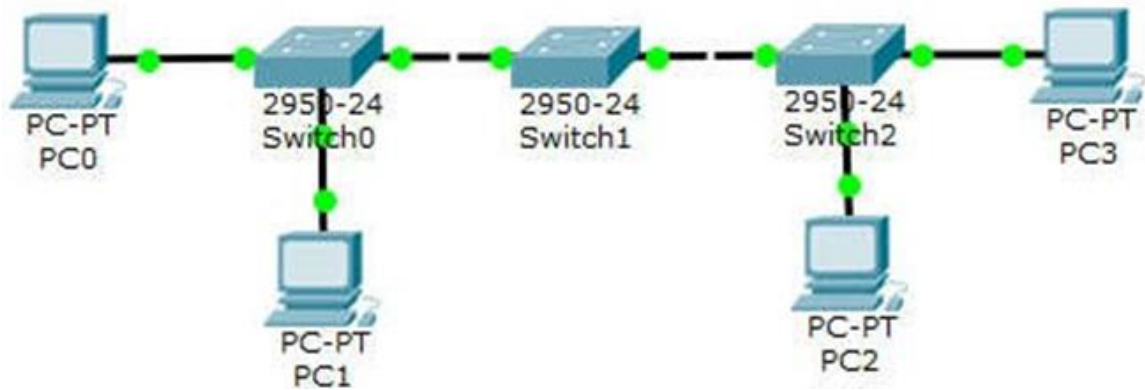 PC-PT
PC0
2950-24
Switch0
2950-24
Switch1
2950-24
Switch2
PC-PT
PC3
PC-PT
PC1
PC-PT
PC2